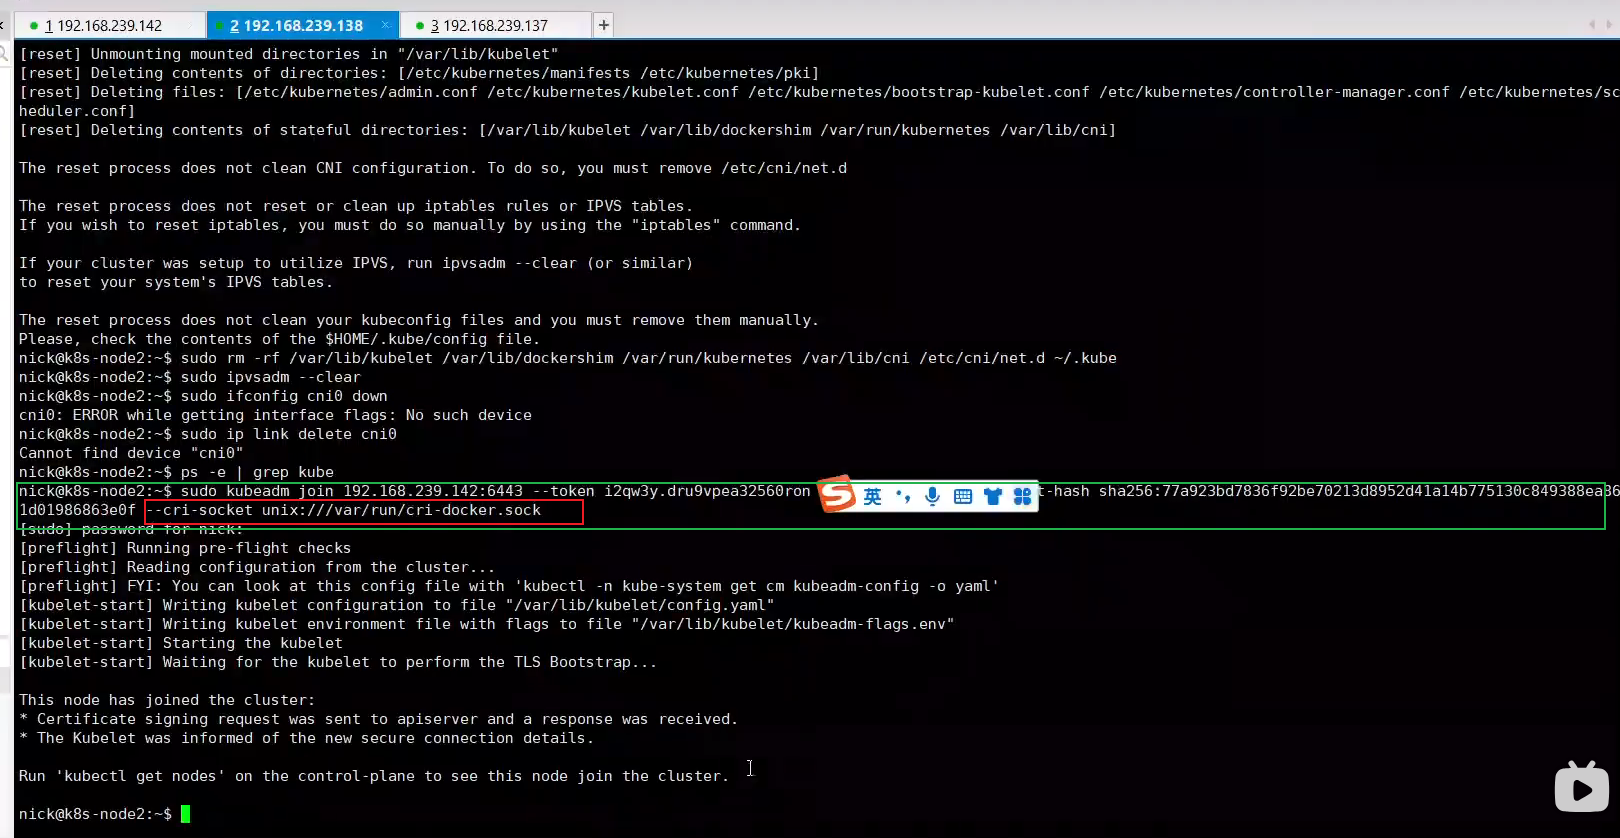 1 192.168.239.142
2 192.168.239.138 ×
3 192.168.239.137
+
[reset] Unmounting mounted directories in "/var/lib/kubelet"
[reset] Deleting contents of directories: [/etc/kubernetes/manifests /etc/kubernetes/pki]
[reset] Deleting files: [/etc/kubernetes/admin.conf /etc/kubernetes/kubelet.conf /etc/kubernetes/bootstrap-kubelet.conf /etc/kubernetes/controller-manager.conf /etc/kubernetes/sc
heduler.conf]
[reset] Deleting contents of stateful directories: [/var/lib/kubelet /var/lib/dockershim /var/run/kubernetes /var/lib/cni]
The reset process does not clean CNI configuration. To do so, you must remove /etc/cni/net.d
The reset process does not reset or clean up iptables rules or IPVS tables.
If you wish to reset iptables, you must do so manually by using the "iptables" command.
If your cluster was setup to utilize IPVS, run ipvsadm --clear (or similar)
to reset your system's IPVS tables.
The reset process does not clean your kubeconfig files and you must remove them manually.
Please, check the contents of the $HOME/.kube/config file.
nick@k8s-node2:~$ sudo rm -rf /var/lib/kubelet /var/lib/dockershim /var/run/kubernetes /var/lib/cni /etc/cni/net.d ~/.kube
nick@k8s-node2:~$ sudo ipvsadm --clear
nick@k8s-node2:~$ sudo ifconfig cni0 down
cni0: ERROR while getting interface flags: No such device
nick@k8s-node2:~$ sudo ip link delete cni0
Cannot find device "cni0"
nick@k8s-node2:~$ ps -e | grep kube
nick@k8s-node2:~$ sudo kubeadm join 192.168.239.142:6443 --token i2qw3y.dru9vpea32560ron 英 t-hash sha256:77a923bd7836f92be70213d8952d41a14b775130c849388ea86
1d01986863e0f --cri-socket unix:///var/run/cri-docker.sock
[sudo] password for nick:
[preflight] Running pre-flight checks
[preflight] Reading configuration from the cluster...
[preflight] FYI: You can look at this config file with 'kubectl -n kube-system get cm kubeadm-config -o yaml'
[kubelet-start] Writing kubelet configuration to file "/var/lib/kubelet/config.yaml"
[kubelet-start] Writing kubelet environment file with flags to file "/var/lib/kubelet/kubeadm-flags.env"
[kubelet-start] Starting the kubelet
[kubelet-start] Waiting for the kubelet to perform the TLS Bootstrap...
This node has joined the cluster:
* Certificate signing request was sent to apiserver and a response was received.
* The Kubelet was informed of the new secure connection details.
Run 'kubectl get nodes' on the control-plane to see this node join the cluster.
nick@k8s-node2:~$